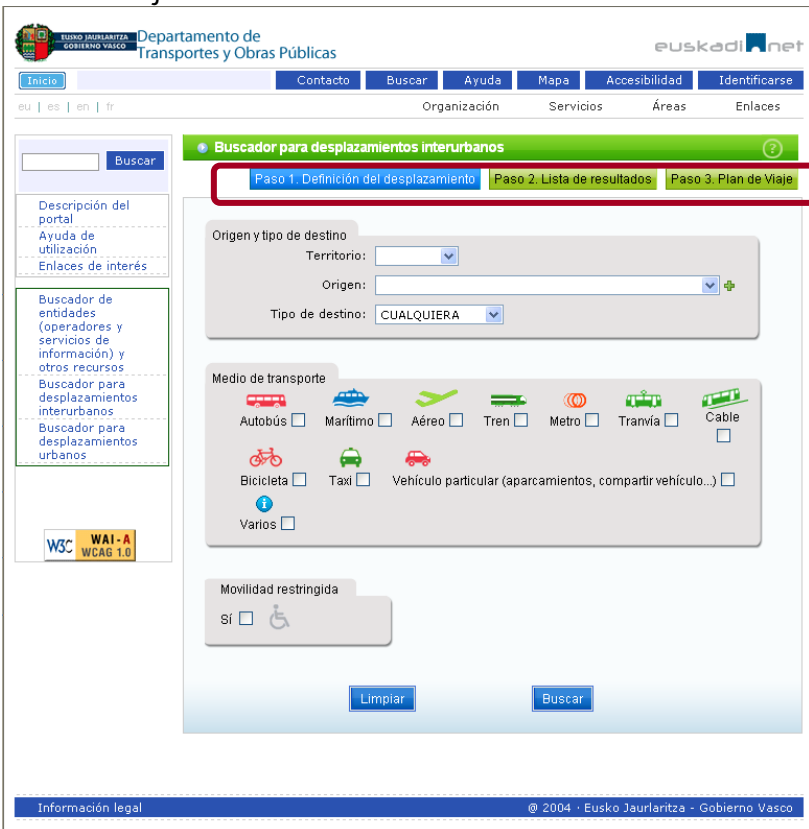 EUSKO JAURLARITZA
GOBIERNO VASCO
Departamento de
Transportes y Obras Públicas
euskadi.net
Inicio
Contacto Buscar Ayuda Mapa Accesibilidad Identificarse
eu | es | en | fr
Organización Servicios Áreas Enlaces
Buscar
Descripción del
portal
Ayuda de
utilización
Enlaces de interés
Buscador de
entidades
(operadores y
servicios de
información) y
otros recursos
Buscador para
desplazamientos
interurbanos
Buscador para
desplazamientos
urbanos
W3C WAI-A
WCAG 1.0
Buscador para desplazamientos interurbanos ?
Paso 1. Definición del desplazamiento Paso 2. Lista de resultados Paso 3. Plan de Viaje
Origen y tipo de destino
Territorio:
Origen:
Tipo de destino: CUALQUIERA
Medio de transporte
Autobús Marítimo Aéreo Tren Metro Tranvía Cable
Bicicleta Taxi Vehículo particular (aparcamientos, compartir vehículo...)
Varios
Movilidad restringida
Sí
Limpiar Buscar
Información legal @ 2004 · Eusko Jaurlaritza - Gobierno Vasco